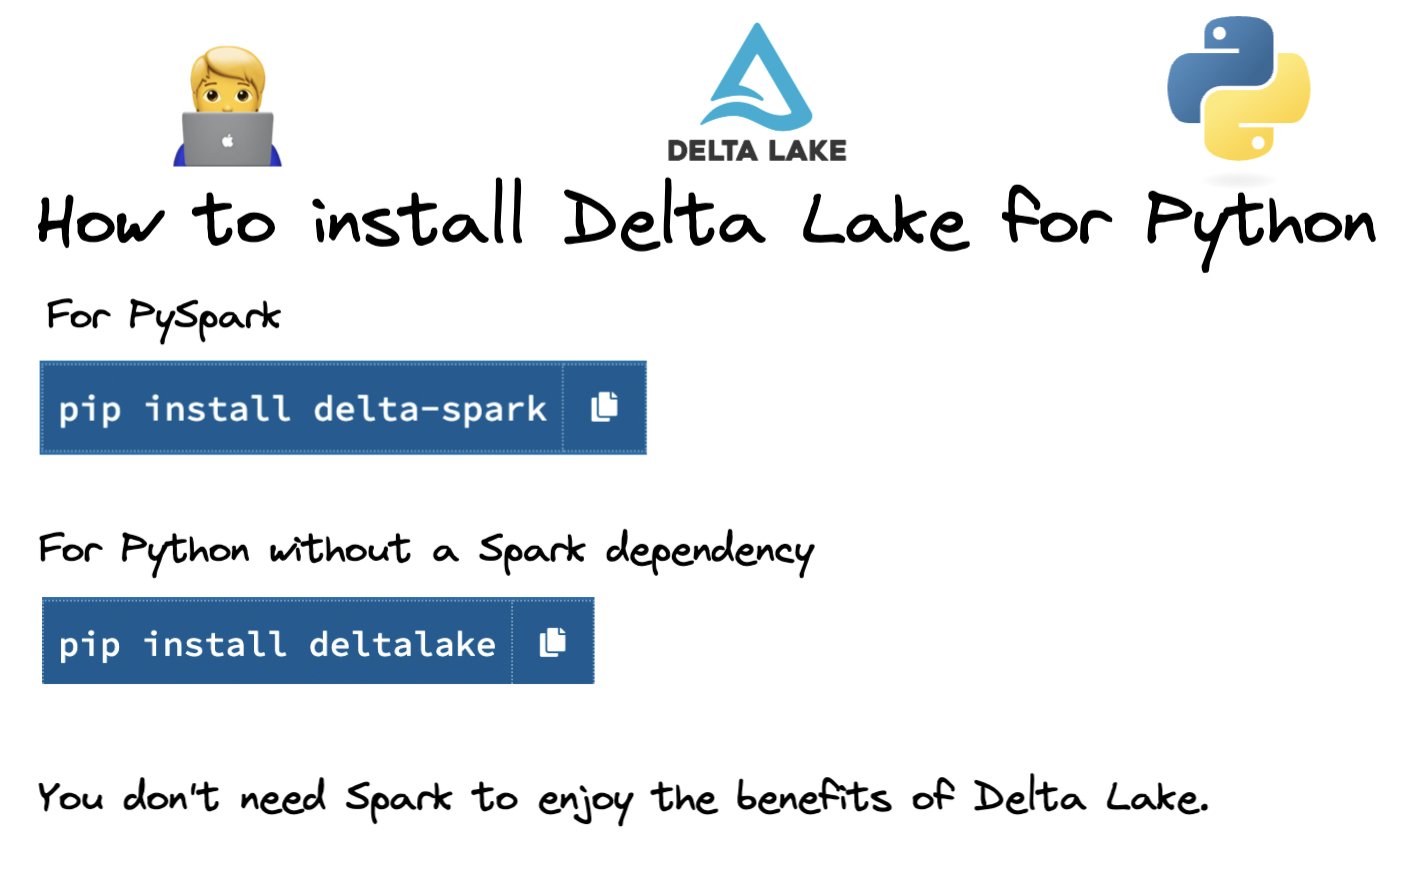 DELTA LAKE
How to install Delta Lake for Python
For PySpark
pip install delta-spark
For Python without a Spark dependency
pip install deltalake
You don't need Spark to enjoy the benefits of Delta Lake.